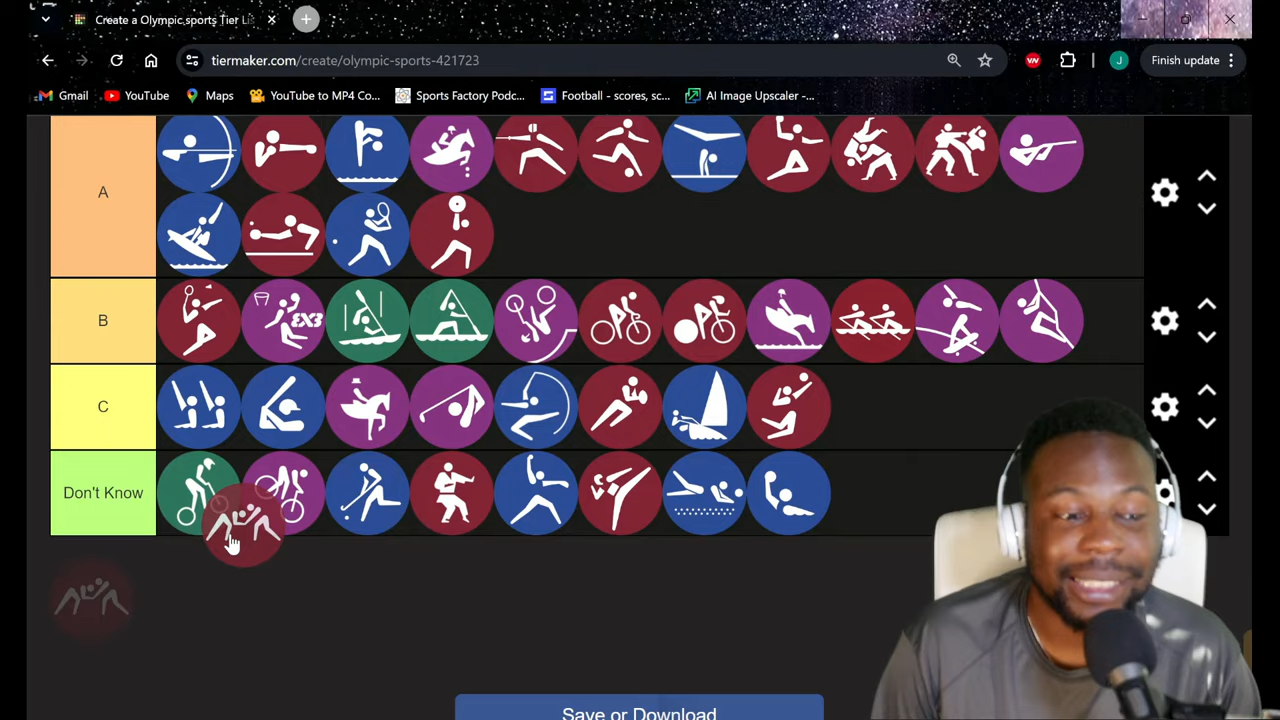 Create a Olympic sports Tier Li
tiermaker.com/create/olympic-sports-421723
J
Finish update
Gmail
YouTube
Maps
YouTube to MP4 Co...
Sports Factory Podc...
Football - scores, sc...
AI Image Upscaler -...
A
B
3X3
C
Don't Know
Save or Download